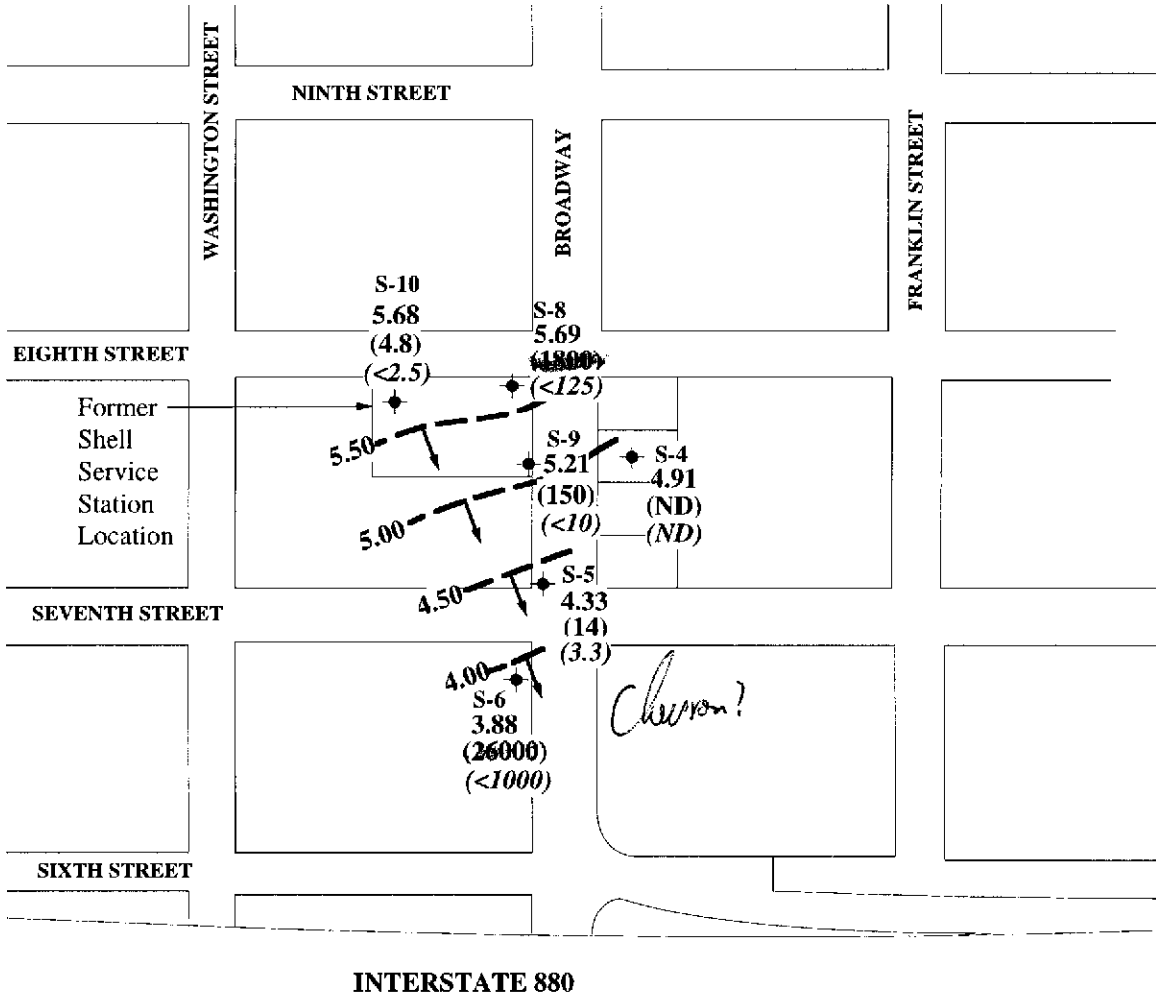 WASHINGTON STREET
NINTH STREET
BROADWAY
FRANKLIN STREET
S-10
5.68
(4.8)
(<2.5)
S-8
5.69
(1800)
(<125)
EIGHTH STREET
Former
Shell
Service
Station
Location
5.50
S-9
5.21
(150)
(<10)
S-4
4.91
(ND)
(ND)
5.00
4.50
S-5
4.33
(14)
(3.3)
SEVENTH STREET
4.00
S-6
3.88
(26000)
(<1000)
Chevron?
SIXTH STREET
INTERSTATE 880